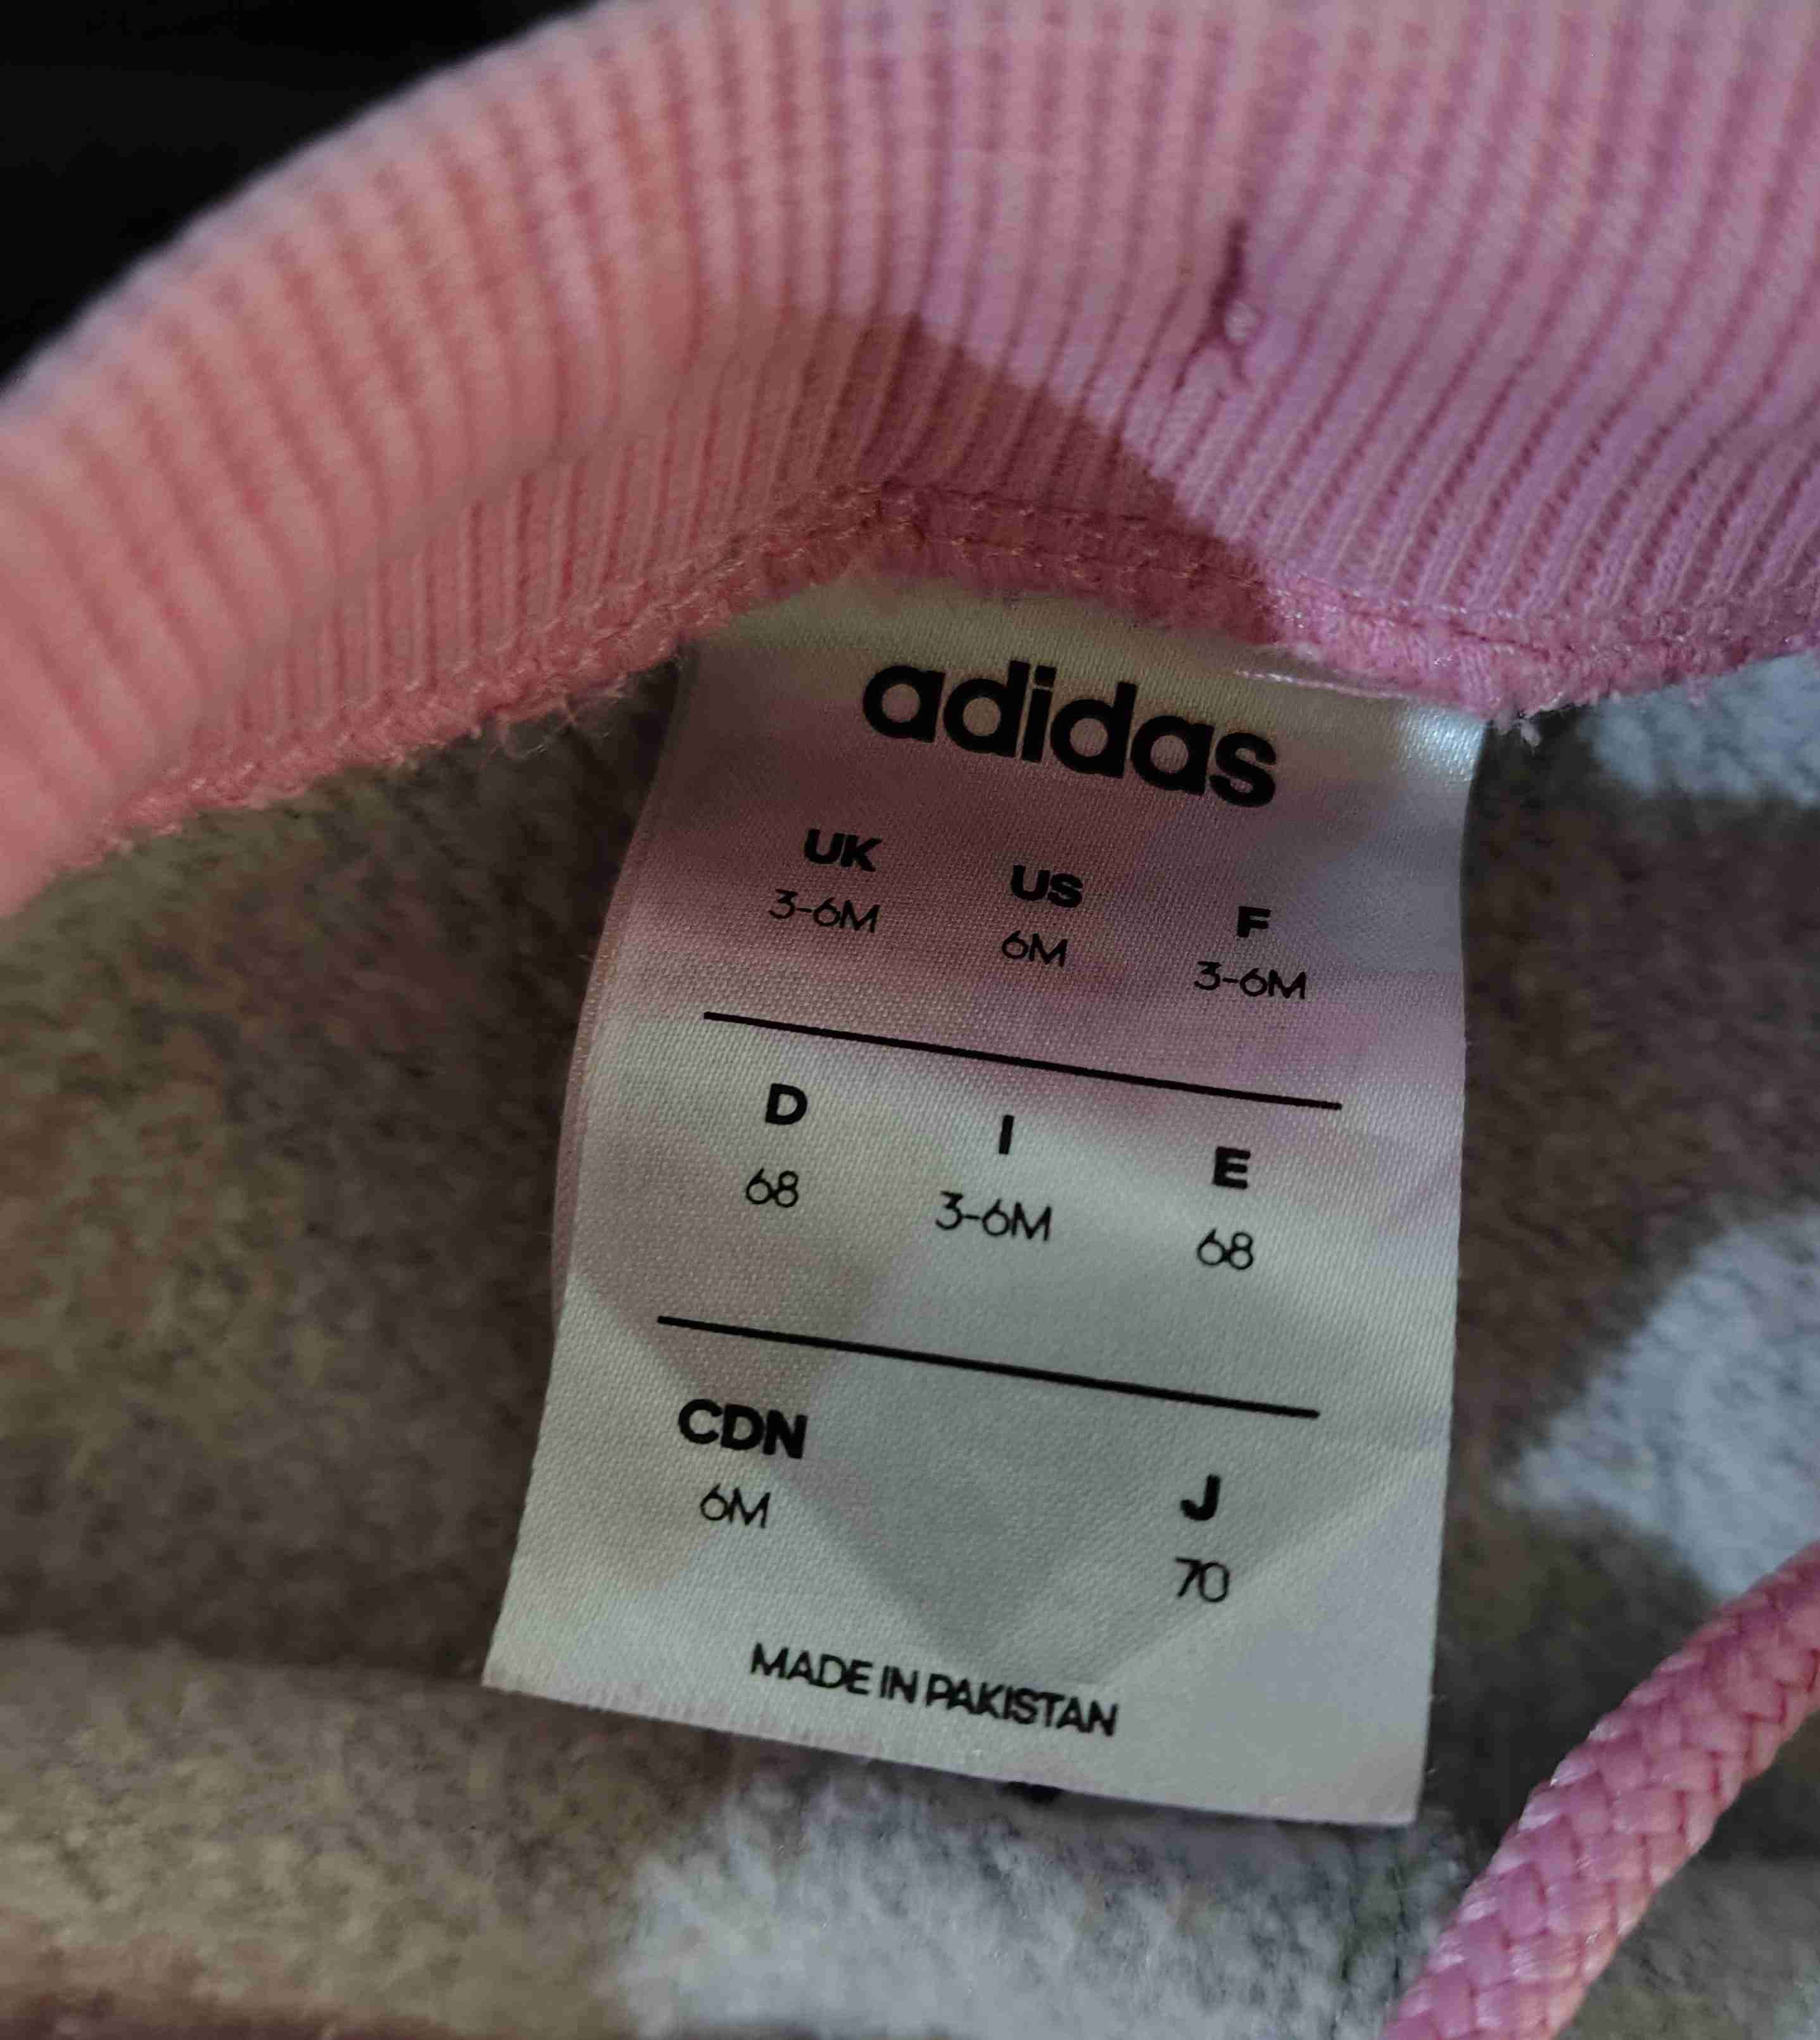 adidas
UK US F
3-6M 6M 3-6M
D I E
68 3-6M 68
CDN J
6M 70
MADE IN PAKISTAN